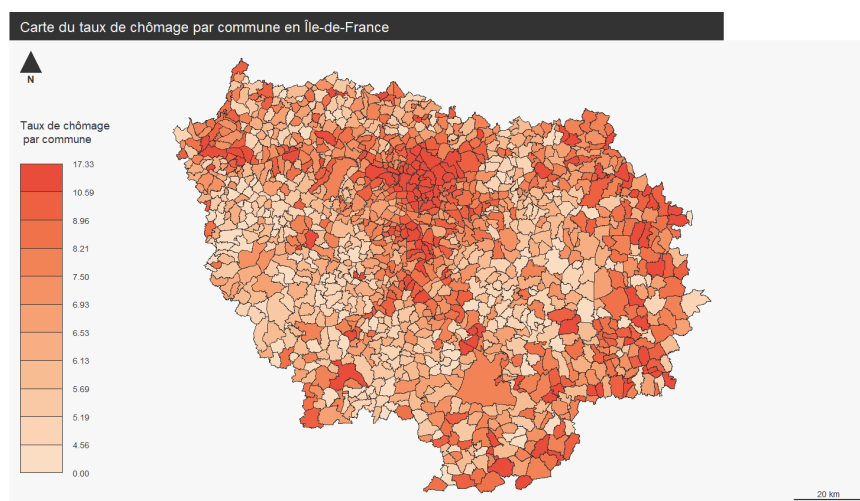 Carte du taux de chômage par commune en Île-de-France
N
Taux de chômage
par commune
17.33
10.59
8.96
8.21
7.50
6.93
6.53
6.13
5.69
5.19
4.56
0.00
20 km